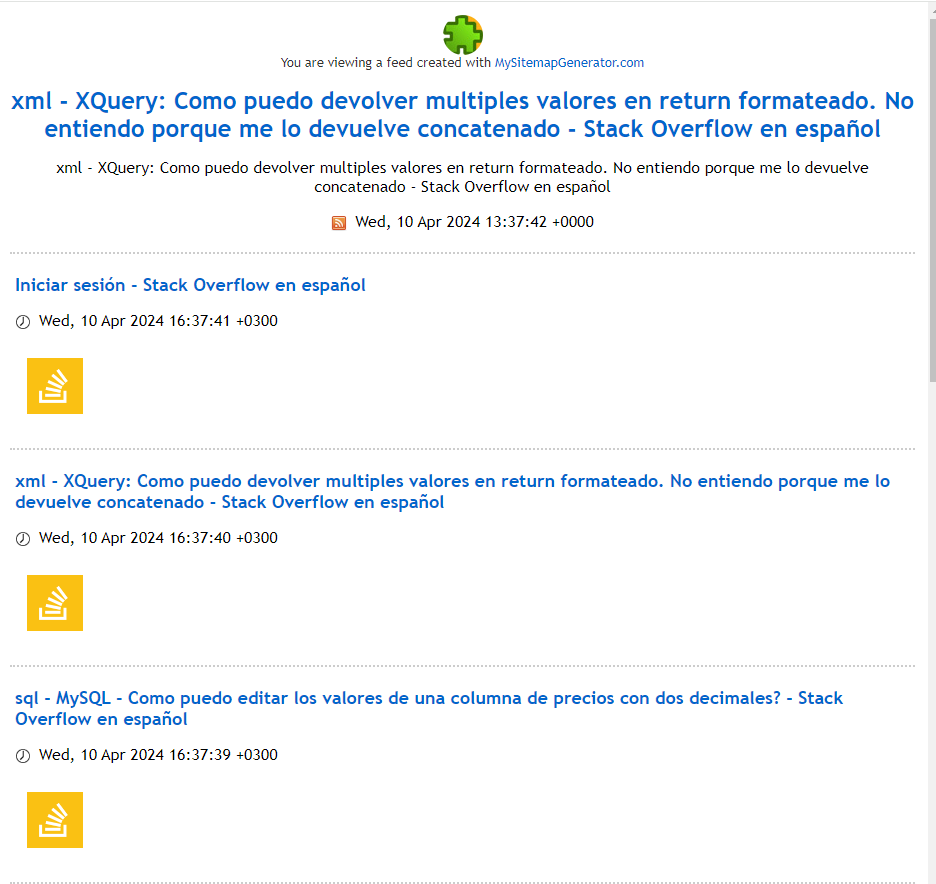 You are viewing a feed created with MySitemapGenerator.com
xml - XQuery: Como puedo devolver multiples valores en return formateado. No
entiendo porque me lo devuelve concatenado - Stack Overflow en español
xml - XQuery: Como puedo devolver multiples valores en return formateado. No entiendo porque me lo devuelve
concatenado - Stack Overflow en español
Wed, 10 Apr 2024 13:37:42 +0000
Iniciar sesión - Stack Overflow en español
Wed, 10 Apr 2024 16:37:41 +0300
xml - XQuery: Como puedo devolver multiples valores en return formateado. No entiendo porque me lo
devuelve concatenado - Stack Overflow en español
Wed, 10 Apr 2024 16:37:40 +0300
sql - MySQL - Como puedo editar los valores de una columna de precios con dos decimales? - Stack
Overflow en español
Wed, 10 Apr 2024 16:37:39 +0300